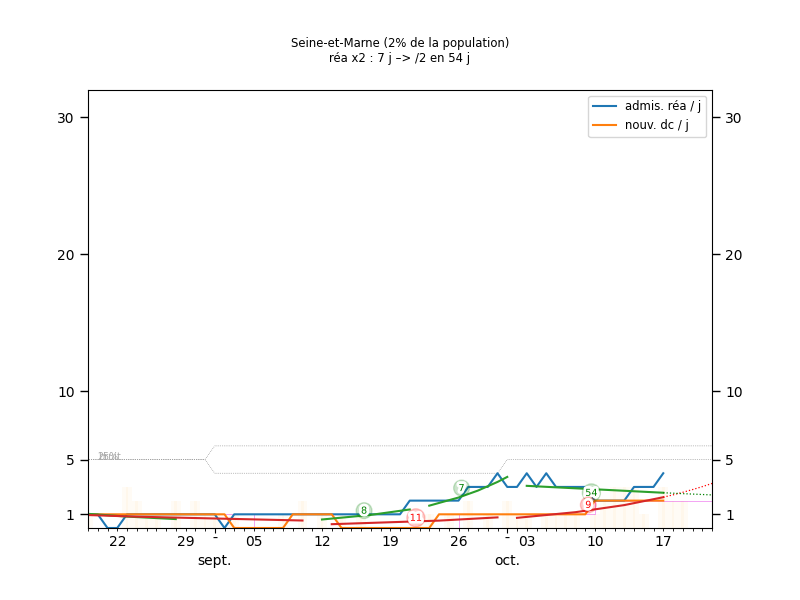 Seine-et-Marne (2% de la population)
réa x2 : 7 j –> /2 en 54 j
admis. réa / j
nouv. dc / j
30 30
20 20
10 10
5 5
1 1
7
54
8
11
9
22 29 - 05 12 19 26 - 03 10 17
sept. oct.